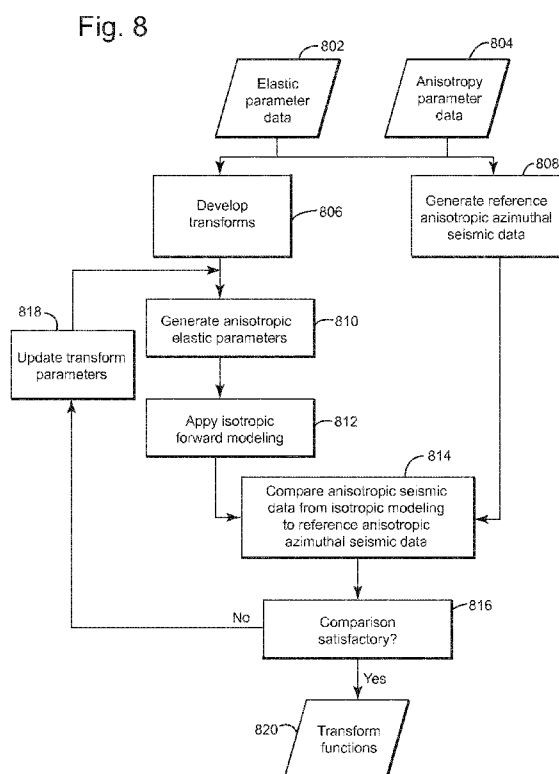 Fig. 8
802
804
Elastic
parameter
data
Anisotropy
parameter
data
808
Develop
transforms
806
Generate reference
anisotropic azimuthal
seismic data
818
Update transform
parameters
Generate anisotropic
elastic parameters
810
Appy isotropic
forward modeling
812
814
Compare anisotropic seismic
data from isotropic modeling
to reference anisotropic
azimuthal seismic data
816
No
Comparison
satisfactory?
Yes
820
Transform
functions